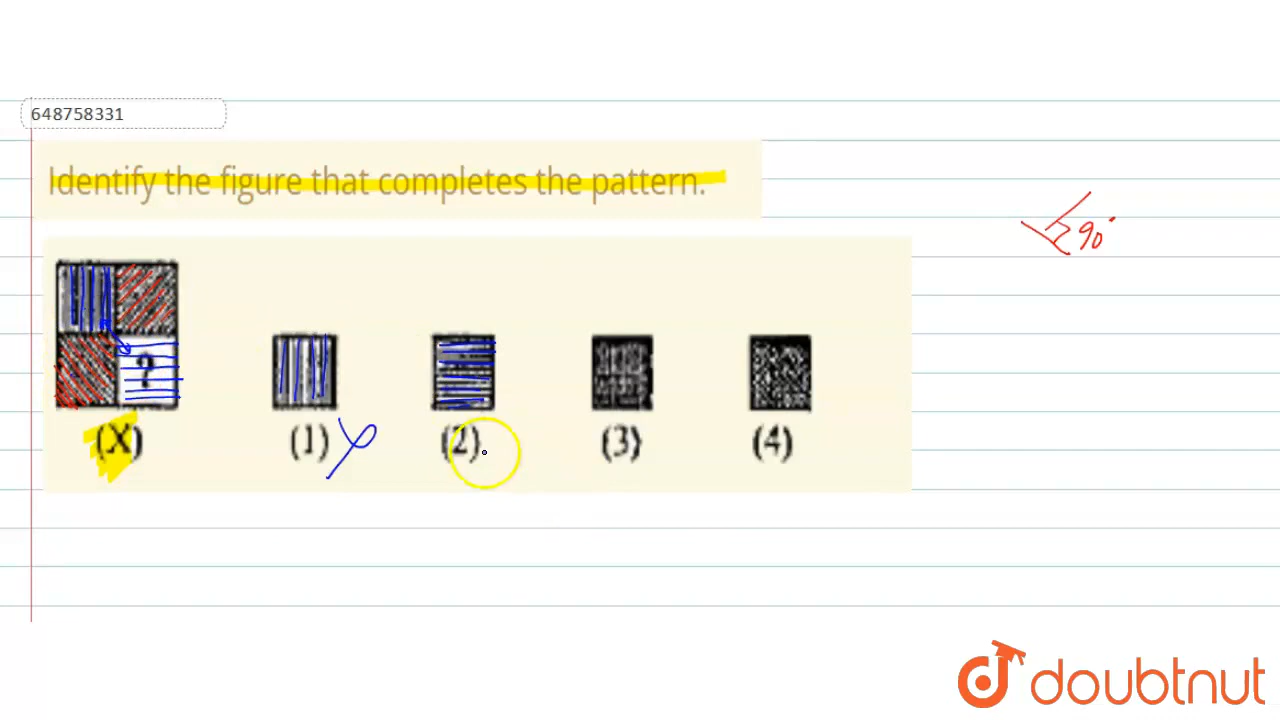 648758331
Identify the figure that completes the pattern.
90°
?
(X)
(1)
(2)
(3)
(4)
doubtnut